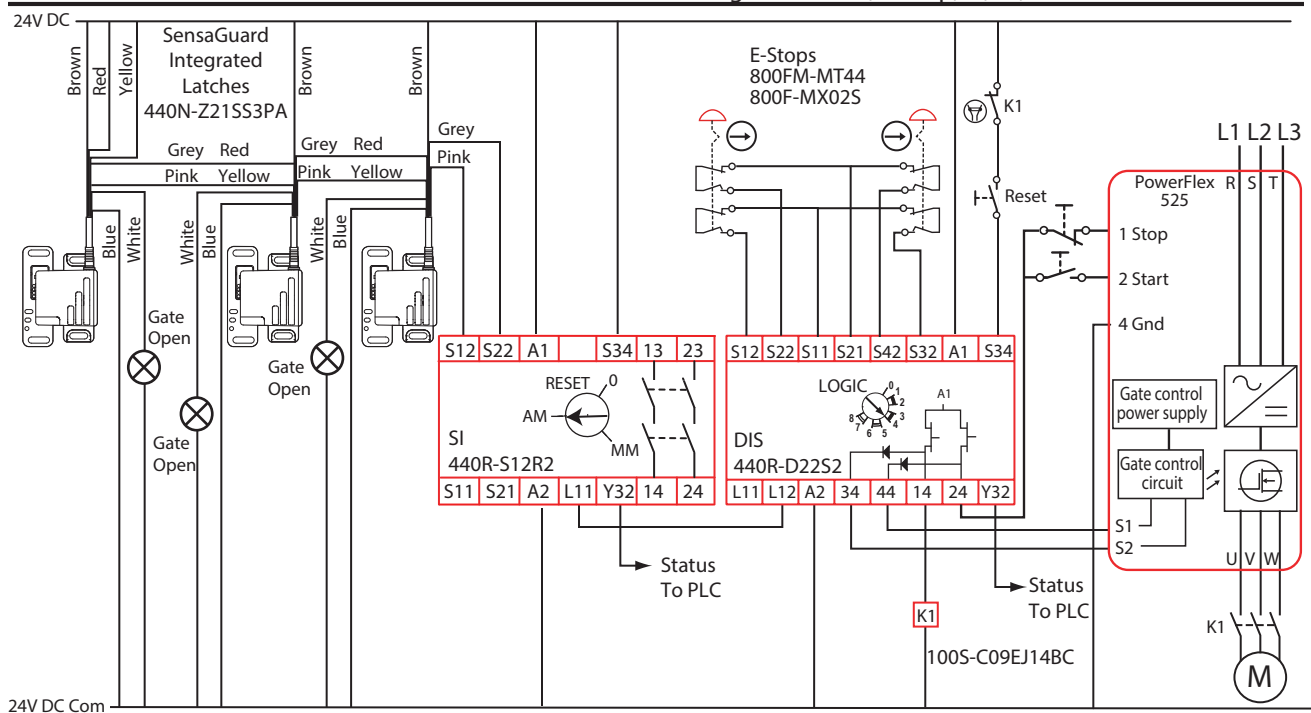 24V DC
SensaGuard
Integrated
Latches
440N-Z21SS3PA
Brown
Red
Yellow
Brown
Brown
Grey Red
Pink Yellow
Grey Red
Pink Yellow
Grey
Pink
Blue
White
White
Blue
White
Blue
Gate
Open
Gate
Open
Gate
Open
E-Stops
800FM-MT44
800F-MX02S
K1
Reset
L1 L2 L3
PowerFlex
525
R S T
1 Stop
2 Start
4 Gnd
Gate control
power supply
Gate control
circuit
S1
S2
U V W
K1
M
S12 S22 A1 S34 13 23
RESET
0
AM
MM
SI
440R-S12R2
S11 S21 A2 L11 Y32 14 24
S12 S22 S11 S21 S42 S32 A1 S34
LOGIC
0
1
2
3
4
5
6
7
8
A1
DIS
440R-D22S2
L11 L12 A2 34 44 14 24 Y32
Status
To PLC
Status
To PLC
K1
100S-C09EJ14BC
24V DC Com